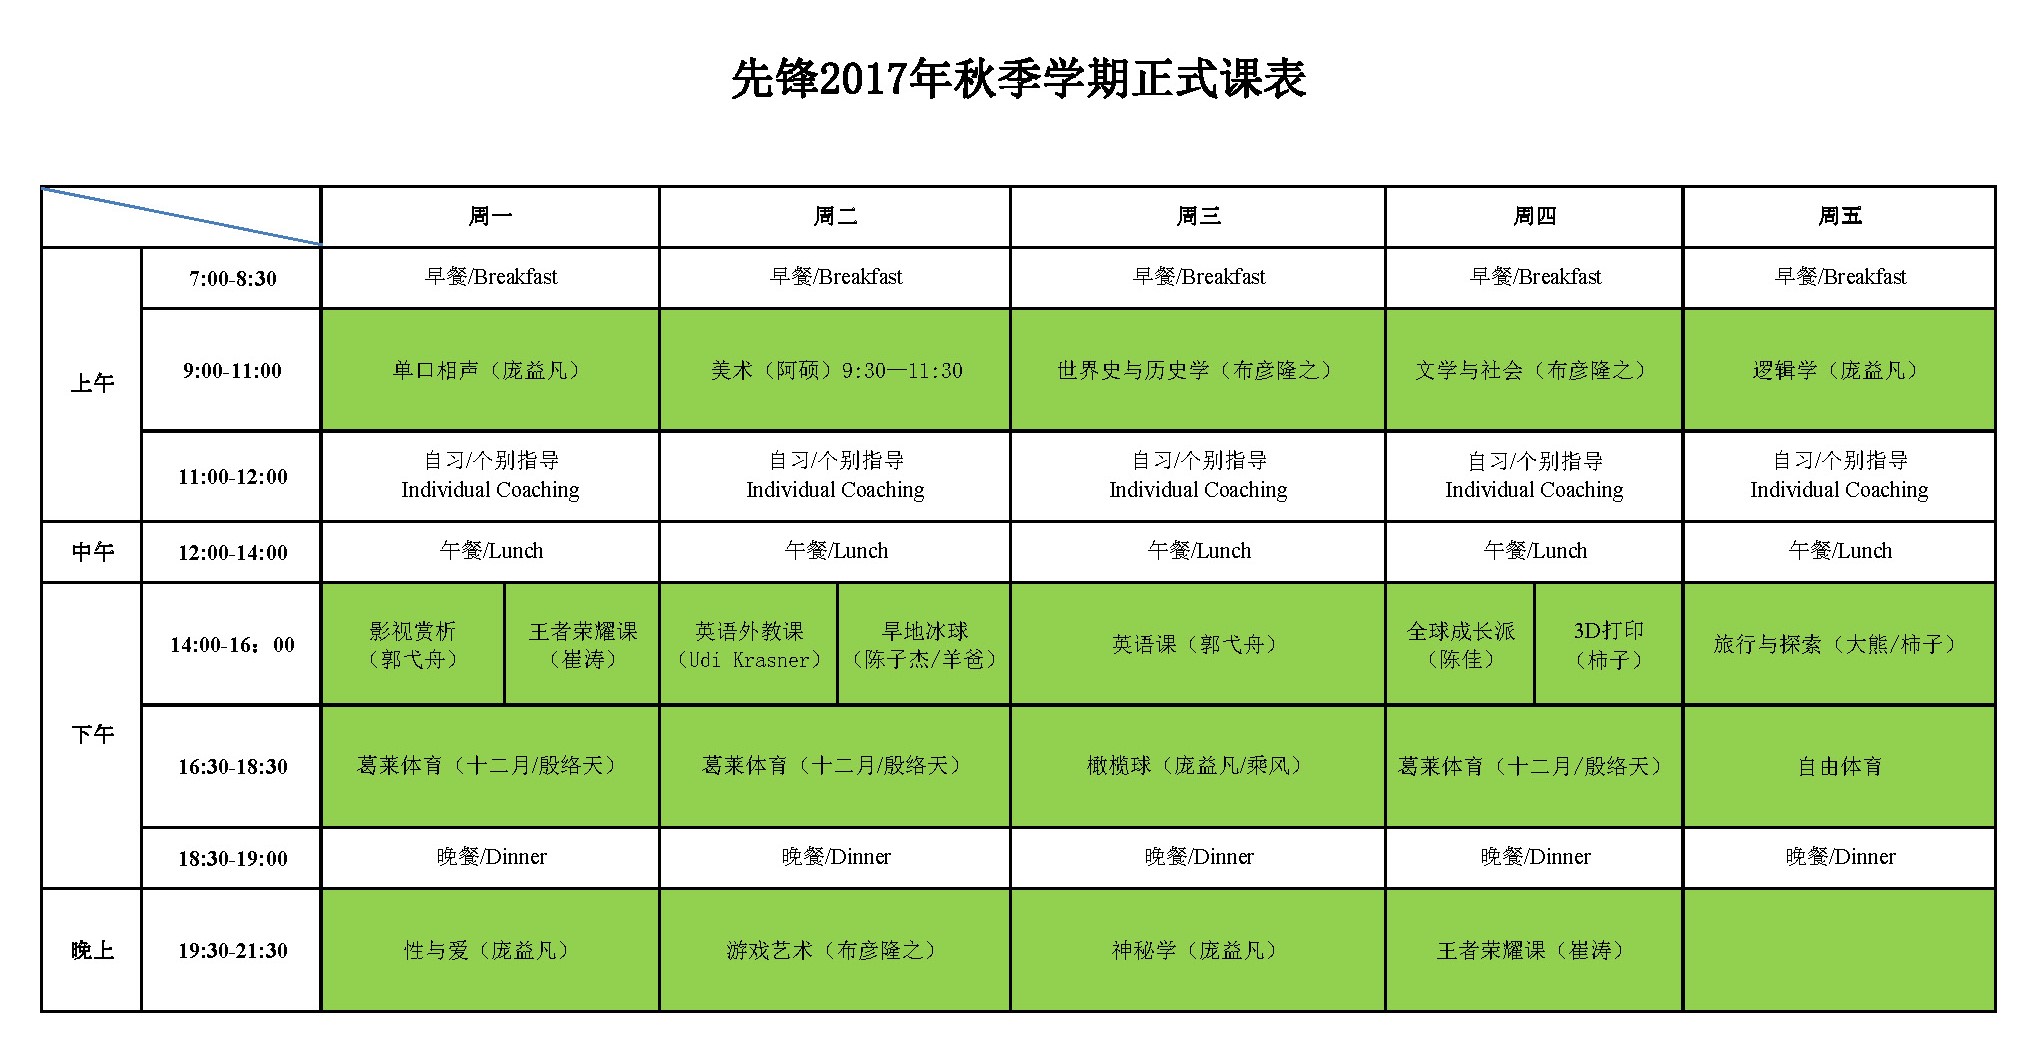 先锋2017年秋季学期正式课表
周一 周二 周三 周四 周五
上午
7:00-8:30 早餐/Breakfast 早餐/Breakfast 早餐/Breakfast 早餐/Breakfast 早餐/Breakfast
9:00-11:00 单口相声（庞益凡） 美术（阿硕）9:30—11:30 世界史与历史学（布彦隆之） 文学与社会（布彦隆之） 逻辑学（庞益凡）
11:00-12:00
自习/个别指导 自习/个别指导 自习/个别指导 自习/个别指导 自习/个别指导
Individual Coaching Individual Coaching Individual Coaching Individual Coaching Individual Coaching
中午 12:00-14:00 午餐/Lunch 午餐/Lunch 午餐/Lunch 午餐/Lunch 午餐/Lunch
下午
14:00-16：00
影视赏析
（郭弋舟）
王者荣耀课
（崔涛）
英语外教课
（Udi Krasner）
旱地冰球
（陈子杰/羊爸）
英语课（郭弋舟）
全球成长派
（陈佳）
3D打印
（柿子）
旅行与探索（大熊/柿子）
16:30-18:30 葛莱体育（十二月/殷络天） 葛莱体育（十二月/殷络天） 橄榄球（庞益凡/乘风） 葛莱体育（十二月/殷络天） 自由体育
18:30-19:00 晚餐/Dinner 晚餐/Dinner 晚餐/Dinner 晚餐/Dinner 晚餐/Dinner
晚上 19:30-21:30 性与爱（庞益凡） 游戏艺术（布彦隆之） 神秘学（庞益凡） 王者荣耀课（崔涛）